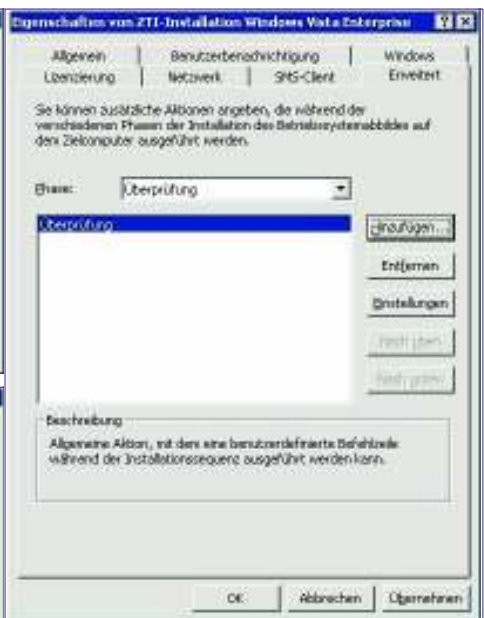 Eigenschaften von ZTI-Installation Windows Vista Enterprise
Allgemein Benutzerbenachrichtigung Windows
Lizenzierung Netzwerk SMS-Client Erweitert
Sie können zusätzliche Aktionen angeben, die während der
verschiedenen Phasen der Installation des Betriebssystemabbildes auf
dem Zielcomputer ausgeführt werden.
Phase: Überprüfung
Überprüfung
Hinzufügen...
Entfernen
Einstellungen
Nach oben
Nach unten
Beschreibung
Allgemeine Aktion, mit dem eine benutzerdefinierte Befehlszeile
während der Installationssequenz ausgeführt werden kann.
OK Abbrechen Übernehmen